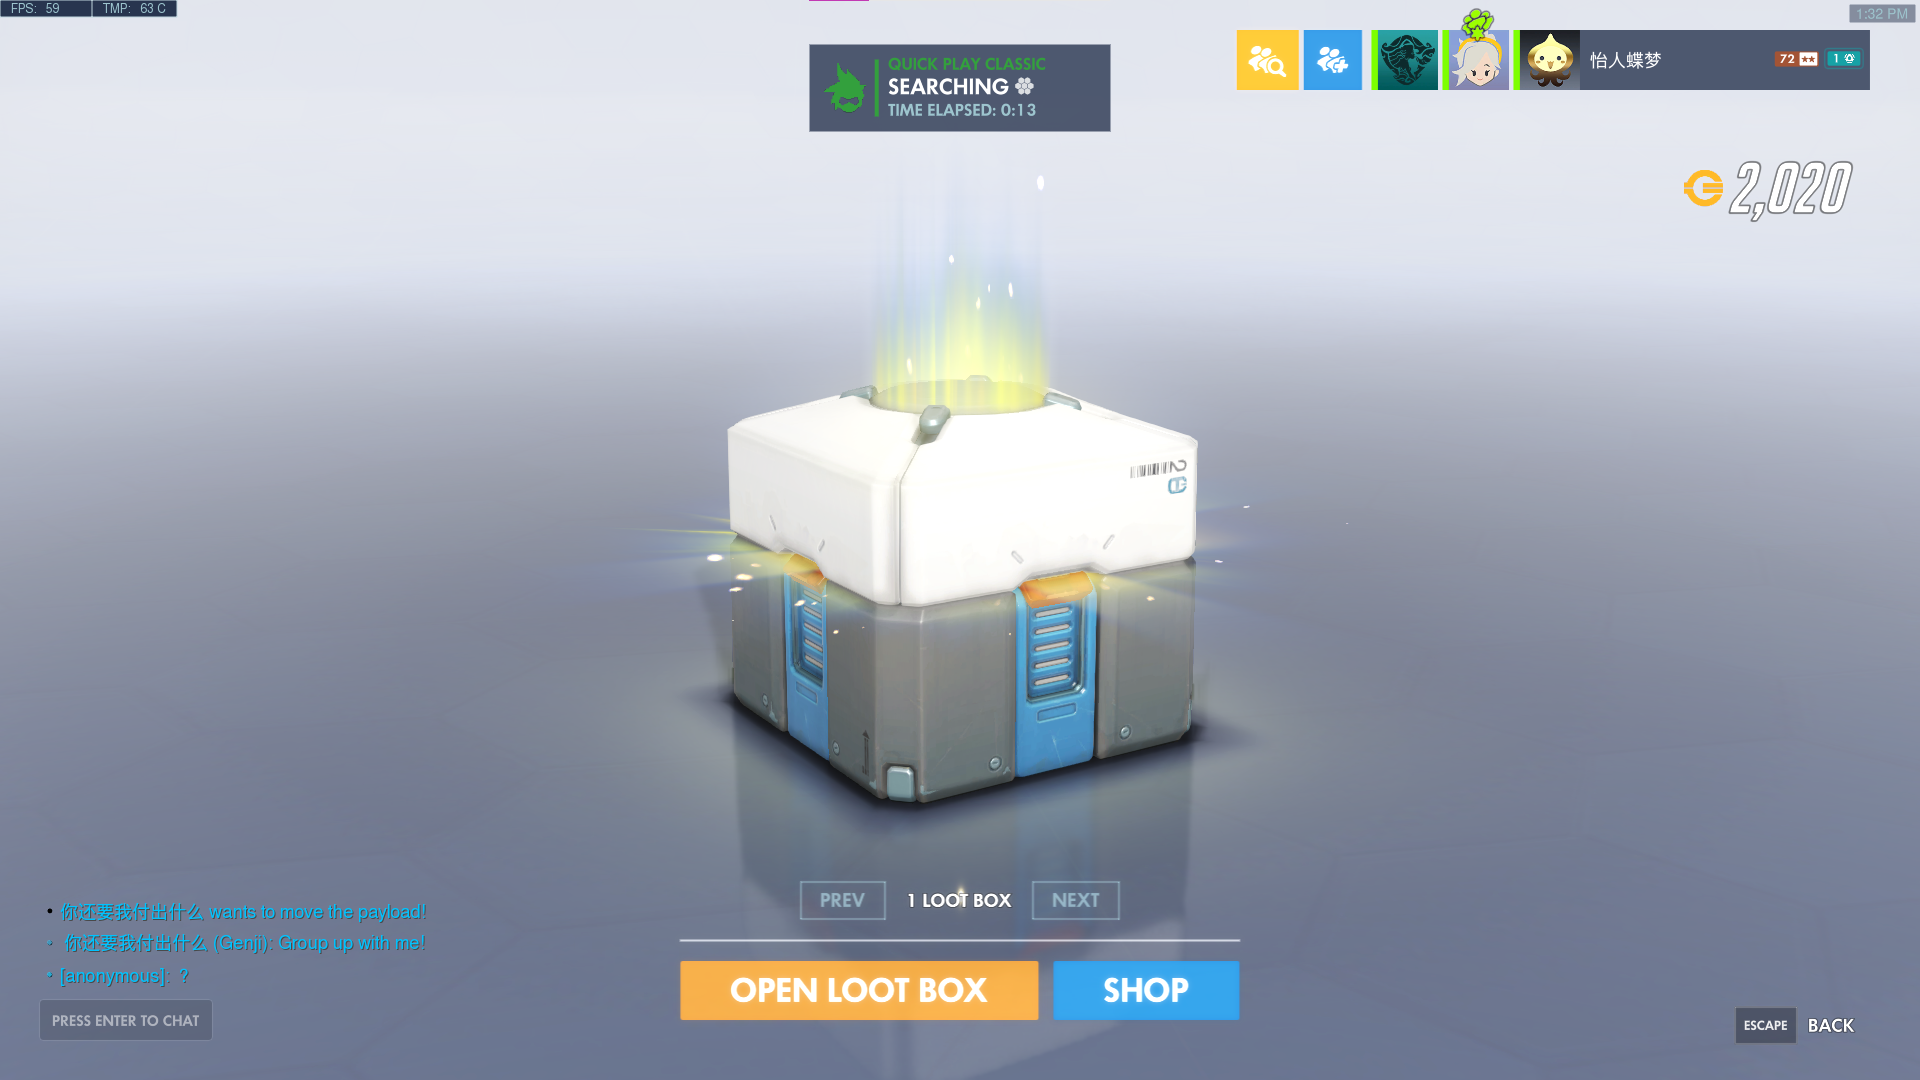 FPS: 59 TMP: 63 C
1:32 PM
QUICK PLAY CLASSIC
SEARCHING
TIME ELAPSED: 0:13
怡人蝶梦 72 1
2,020
2
PREV 1 LOOT BOX NEXT
你还要我付出什么 wants to move the payload!
你还要我付出什么 (Genji): Group up with me!
[anonymous]: ?
OPEN LOOT BOX SHOP
PRESS ENTER TO CHAT
ESCAPE BACK